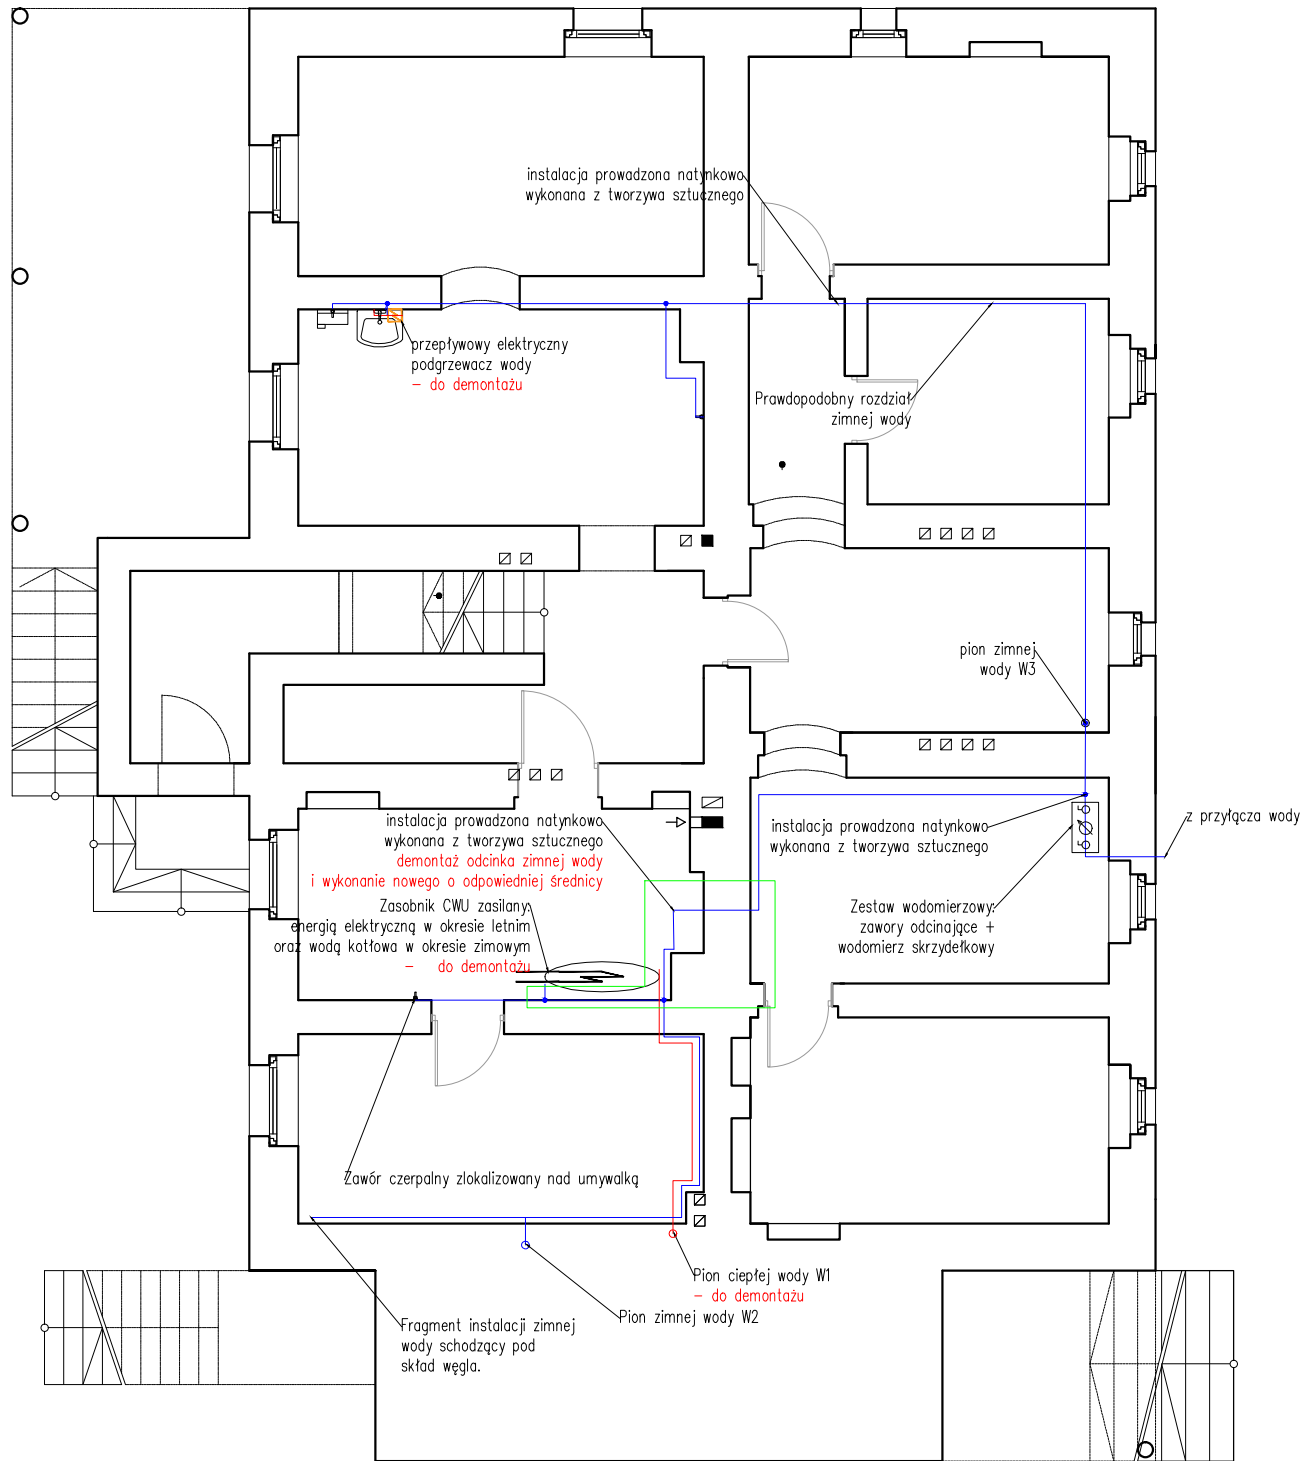 instalacja prowadzona natynkowo
wykonana z tworzywa sztucznego
przepływowy elektryczny
podgrzewacz wody
– do demontażu
Prawdopodobny rozdział
zimnej wody
pion zimnej
wody W3
instalacja prowadzona natynkowo
wykonana z tworzywa sztucznego
demontaż odcinka zimnej wody
i wykonanie nowego o odpowiedniej średnicy
instalacja prowadzona natynkowo
wykonana z tworzywa sztucznego
z przyłącza wody
Zasobnik CWU zasilany:
energią elektryczną w okresie letnim
oraz wodą kotłowa w okresie zimowym
– do demontażu
Zestaw wodomierzowy:
zawory odcinające +
wodomierz skrzydełkowy
Zawór czerpalny zlokalizowany nad umywalką
Pion ciepłej wody W1
– do demontażu
Pion zimnej wody W2
Fragment instalacji zimnej
wody schodzący pod
skład węgla.